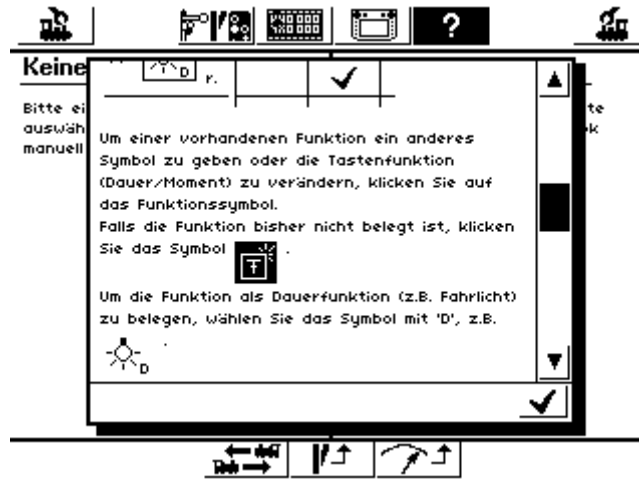 ?
Keine
D r.
Bitte ei
te
auswäh
k
manuell
Um einer vorhandenen Funktion ein anderes
Symbol zu geben oder die Tastenfunktion
(Dauer/Moment) zu verändern, klicken Sie auf
das Funktionssymbol.
Falls die Funktion bisher nicht belegt ist, klicken
Sie das Symbol .
Um die Funktion als Dauerfunktion (z.B. Fahrlicht)
zu belegen, wählen Sie das Symbol mit 'D', z.B.
D .